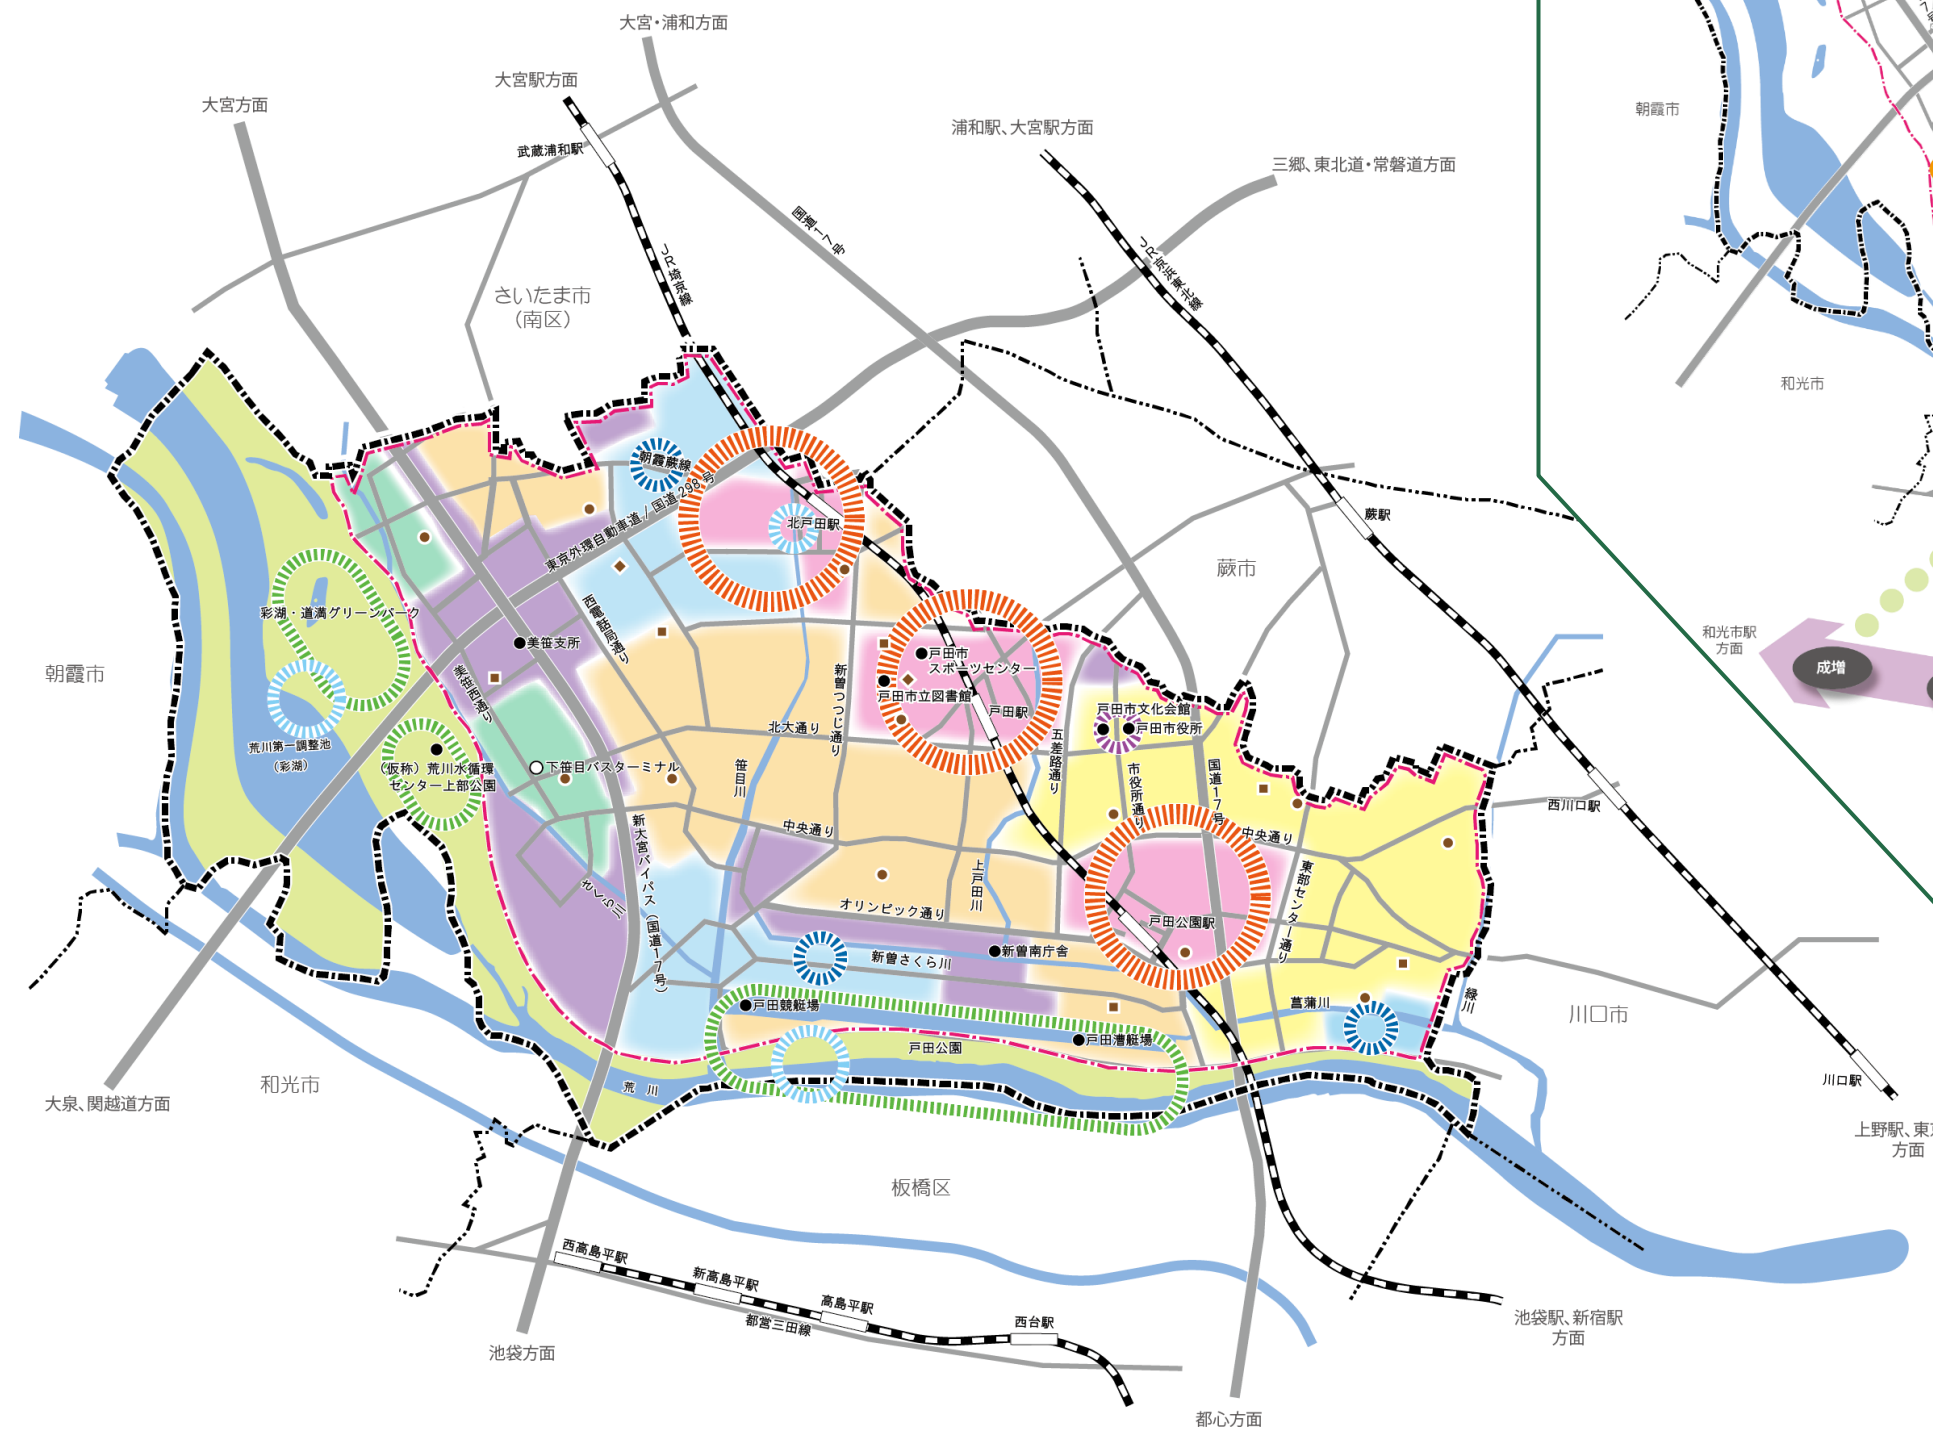 大宮・浦和方面
大宮駅方面
大宮方面
浦和駅、大宮駅方面
三郷、東北道・常磐道方面
武蔵浦和駅
国道17号
JR埼京線
JR京浜東北線
さいたま市
（南区）
朝霞市
和光市
朝霞蕨線
東京外環自動車道 / 国道298号
北戸田駅
蕨駅
蕨市
西電話局通り
彩湖・道満グリーンパーク
美笹支所
美笹西通り
朝霞市
戸田市
スポーツセンター
戸田市立図書館
戸田駅
新曽つつじ通り
北大通り
五差路通り
戸田市文化会館
戸田市役所
市役所通り
国道17号
荒川第一調整池
（彩湖）
（仮称）荒川水循環
センター上部公園
下笹目バスターミナル
笹目川
中央通り
中央通り
新大宮バイパス（国道17号）
さくら川
上戸田川
オリンピック通り
戸田公園駅
東部センター通り
新曽南庁舎
新曽さくら川
戸田競艇場
戸田漕艇場
戸田公園
菖蒲川
緑川
西川口駅
川口市
川口駅
荒川
和光市
大泉、関越道方面
板橋区
上野駅、東
方面
西高島平駅
新高島平駅
高島平駅
都営三田線
西台駅
池袋方面
都心方面
池袋駅、新宿駅
方面
和光市駅
方面
成増